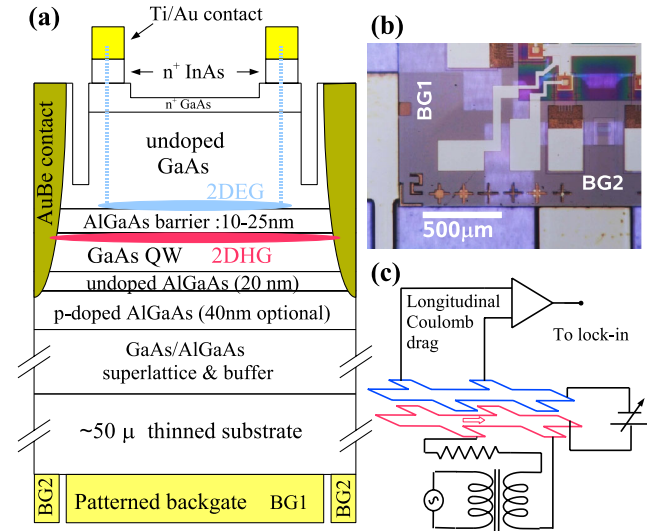 (a)
Ti/Au contact
n+ InAs
n+ GaAs
undoped
GaAs
AuBe contact
2DEG
AlGaAs barrier :10-25nm
GaAs QW 2DHG
undoped AlGaAs (20 nm)
p-doped AlGaAs (40nm optional)
GaAs/AlGaAs
superlattice & buffer
~50 μ thinned substrate
BG2
Patterned backgate BG1
BG2
(b)
BG1
BG2
L2
500μm
(c)
Longitudinal
Coulomb
drag
To lock-in